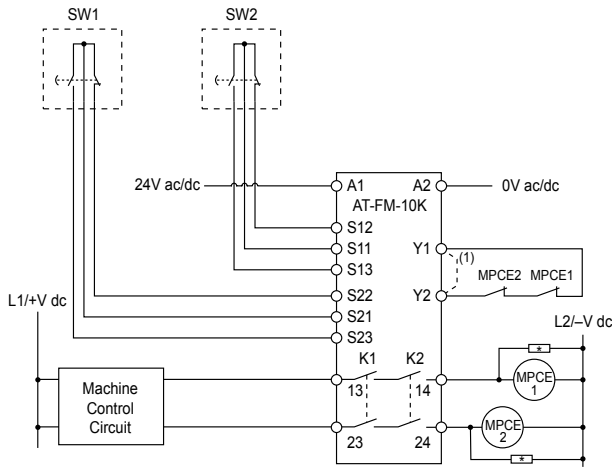 SW1 SW2
24V ac/dc A1 A2 0V ac/dc
AT-FM-10K
S12
S11 Y1 (1)
S13 MPCE2 MPCE1
S22 Y2
L1/+V dc S21 L2/–V dc
S23
*
K1 K2
Machine Control Circuit
13 14 MPCE 1
23 24 MPCE 2
*